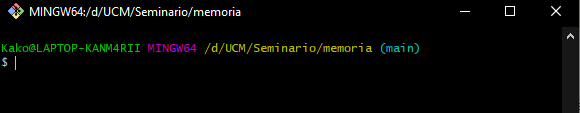 MINGW64:/d/UCM/Seminario/memoria
Kako@LAPTOP-KANM4RII MINGW64 /d/UCM/Seminario/memoria (main)
$